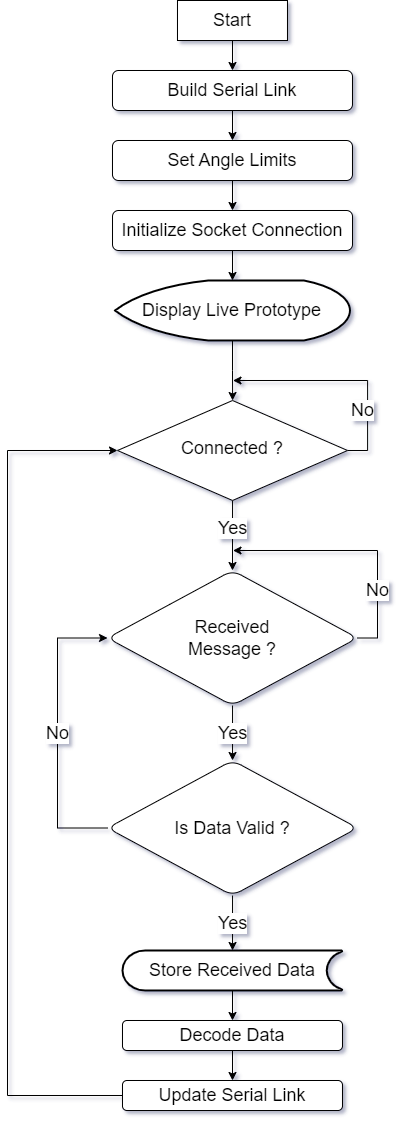 Start
Build Serial Link
Set Angle Limits
Initialize Socket Connection
Display Live Prototype
No
Connected ?
Yes
No
Received
Message ?
No
Yes
Is Data Valid ?
Yes
Store Received Data
Decode Data
Update Serial Link